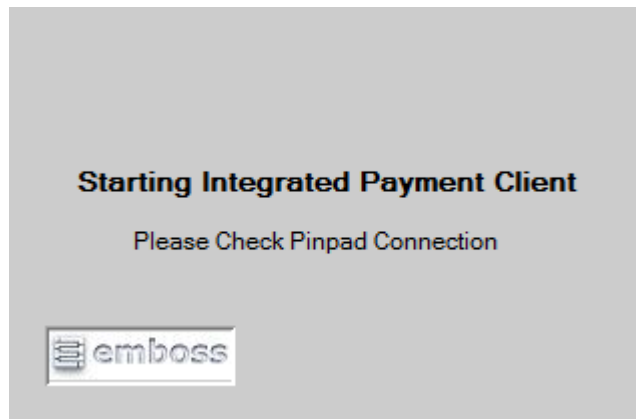 Starting Integrated Payment Client
Please Check Pinpad Connection
emboss